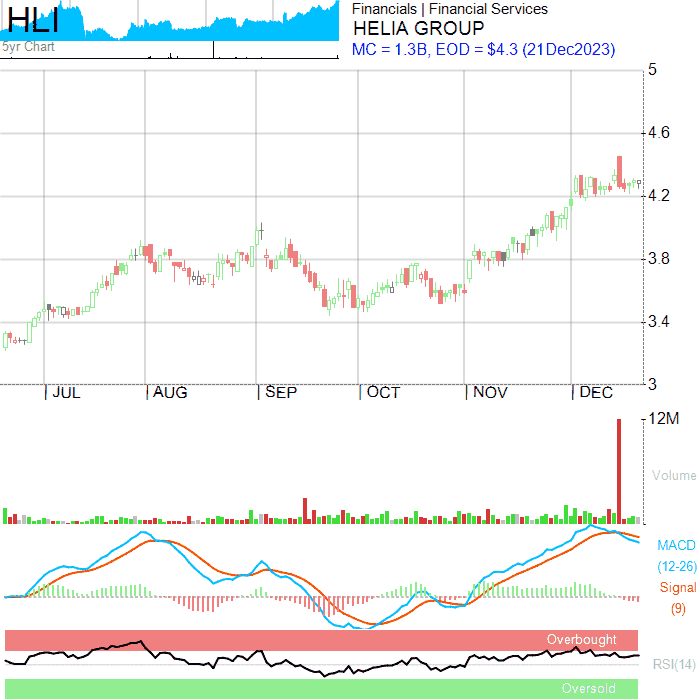 HLI
5yr Chart
Financials | Financial Services
HELIA GROUP
MC = 1.3B, EOD = $4.3 (21Dec2023)
5
4.6
4.2
3.8
3.4
3
JUL AUG SEP OCT NOV DEC
12M
Volume
MACD
(12-26)
Signal
(9)
Overbought
RSI(14)
Oversold